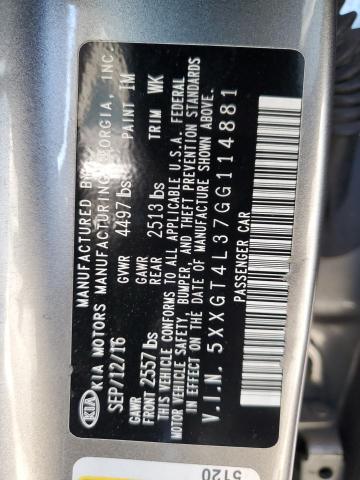 MANUFACTURED BY
KIA KIA MOTORS MANUFACTURING GEORGIA, INC.
SEP/12/16 GVWR 4497 lbs PAINT IM
GAWR FRONT 2557 lbs GAWR REAR 2513 lbs TRIM WK
THIS VEHICLE CONFORMS TO ALL APPLICABLE U.S.A. FEDERAL
MOTOR VEHICLE SAFETY, BUMPER, AND THEFT PREVENTION STANDARDS
IN EFFECT ON THE DATE OF MANUFACTURE SHOWN ABOVE.
V.I.N. 5XXGT4L37GG114881
PASSENGER CAR
5120